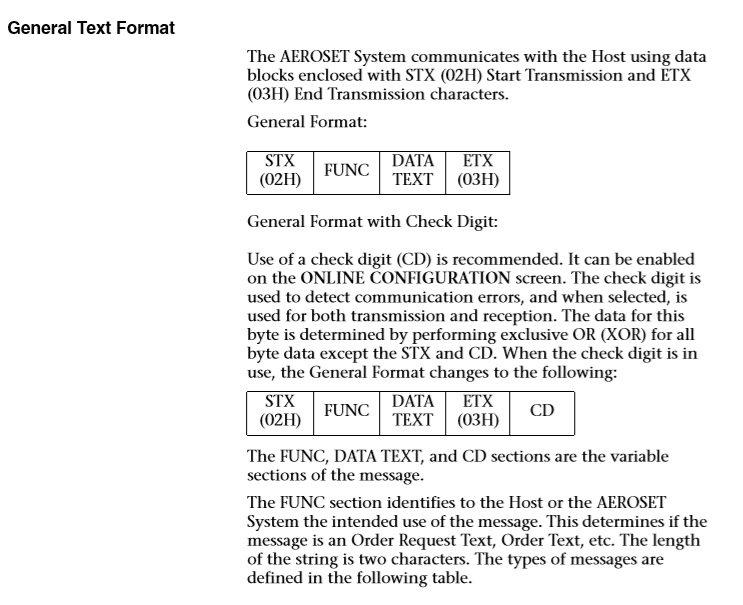 General Text Format
The AEROSET System communicates with the Host using data
blocks enclosed with STX (02H) Start Transmission and ETX
(03H) End Transmission characters.
General Format:
STX (02H) FUNC DATA TEXT ETX (03H)
General Format with Check Digit:
Use of a check digit (CD) is recommended. It can be enabled
on the ONLINE CONFIGURATION screen. The check digit is
used to detect communication errors, and when selected, is
used for both transmission and reception. The data for this
byte is determined by performing exclusive OR (XOR) for all
byte data except the STX and CD. When the check digit is in
use, the General Format changes to the following:
STX (02H) FUNC DATA TEXT ETX (03H) CD
The FUNC, DATA TEXT, and CD sections are the variable
sections of the message.
The FUNC section identifies to the Host or the AEROSET
System the intended use of the message. This determines if the
message is an Order Request Text, Order Text, etc. The length
of the string is two characters. The types of messages are
defined in the following table.